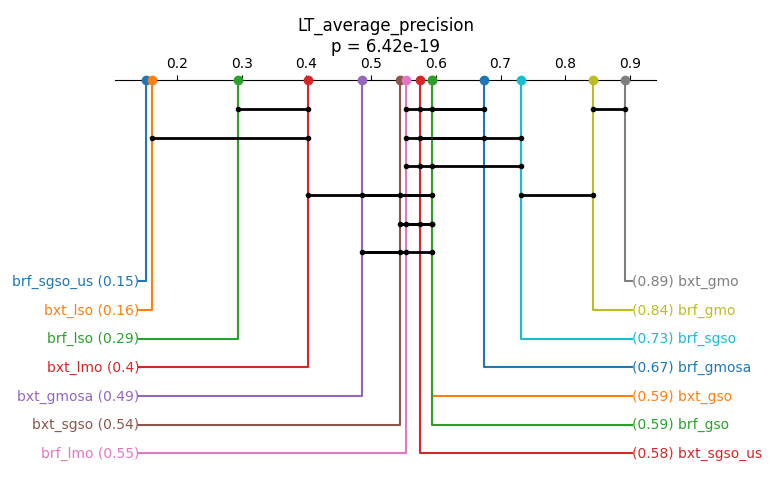 LT_average_precision
p = 6.42e-19
0.2 0.3 0.4 0.5 0.6 0.7 0.8 0.9
brf_sgso_us (0.15) (0.89) bxt_gmo
bxt_lso (0.16) (0.84) brf_gmo
brf_lso (0.29) (0.73) brf_sgso
bxt_lmo (0.4) (0.67) brf_gmosa
bxt_gmosa (0.49) (0.59) bxt_gso
bxt_sgso (0.54) (0.59) brf_gso
brf_lmo (0.55) (0.58) bxt_sgso_us